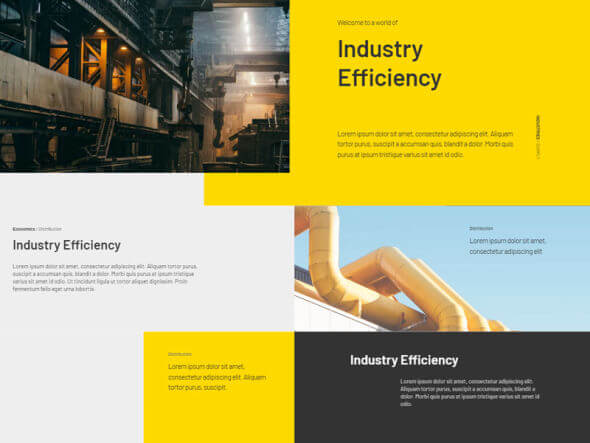 Welcome to a world of
Industry
Efficiency
Lorem ipsum dolor sit amet, consectetur adipiscing elit. Aliquam
tortor purus, suscipit a accumsan quis, blandit a dolor. Morbi quis
ipsum at purus tristique varius sit amet id odio.
INDUSTRIES
Economics / Distribution
Industry Efficiency
Lorem ipsum dolor sit amet, consectetur adipiscing elit. Aliquam tortor purus,
suscipit a accumsan quis, blandit a dolor. Morbi quis ipsum at purus tristique
varius sit amet id odio. Ut tincidunt ligula ur tortor aliquet dignissim. Proin
fermentum felis eget urna lobortis.
Distribution
Lorem ipsum dolor sit amet,
consectetur adipiscing elit
Distribution
Lorem ipsum dolor sit amet,
consectetur adipiscing elit. Aliquam
tortor purus, suscipit.
Industry Efficiency
Lorem ipsum dolor sit amet, consectetur
adipiscing elit. Aliquam tortor purus,
suscipit a accumsan quis, blandit a
dolor. Morbi quis ipsum sit amet id
odio.